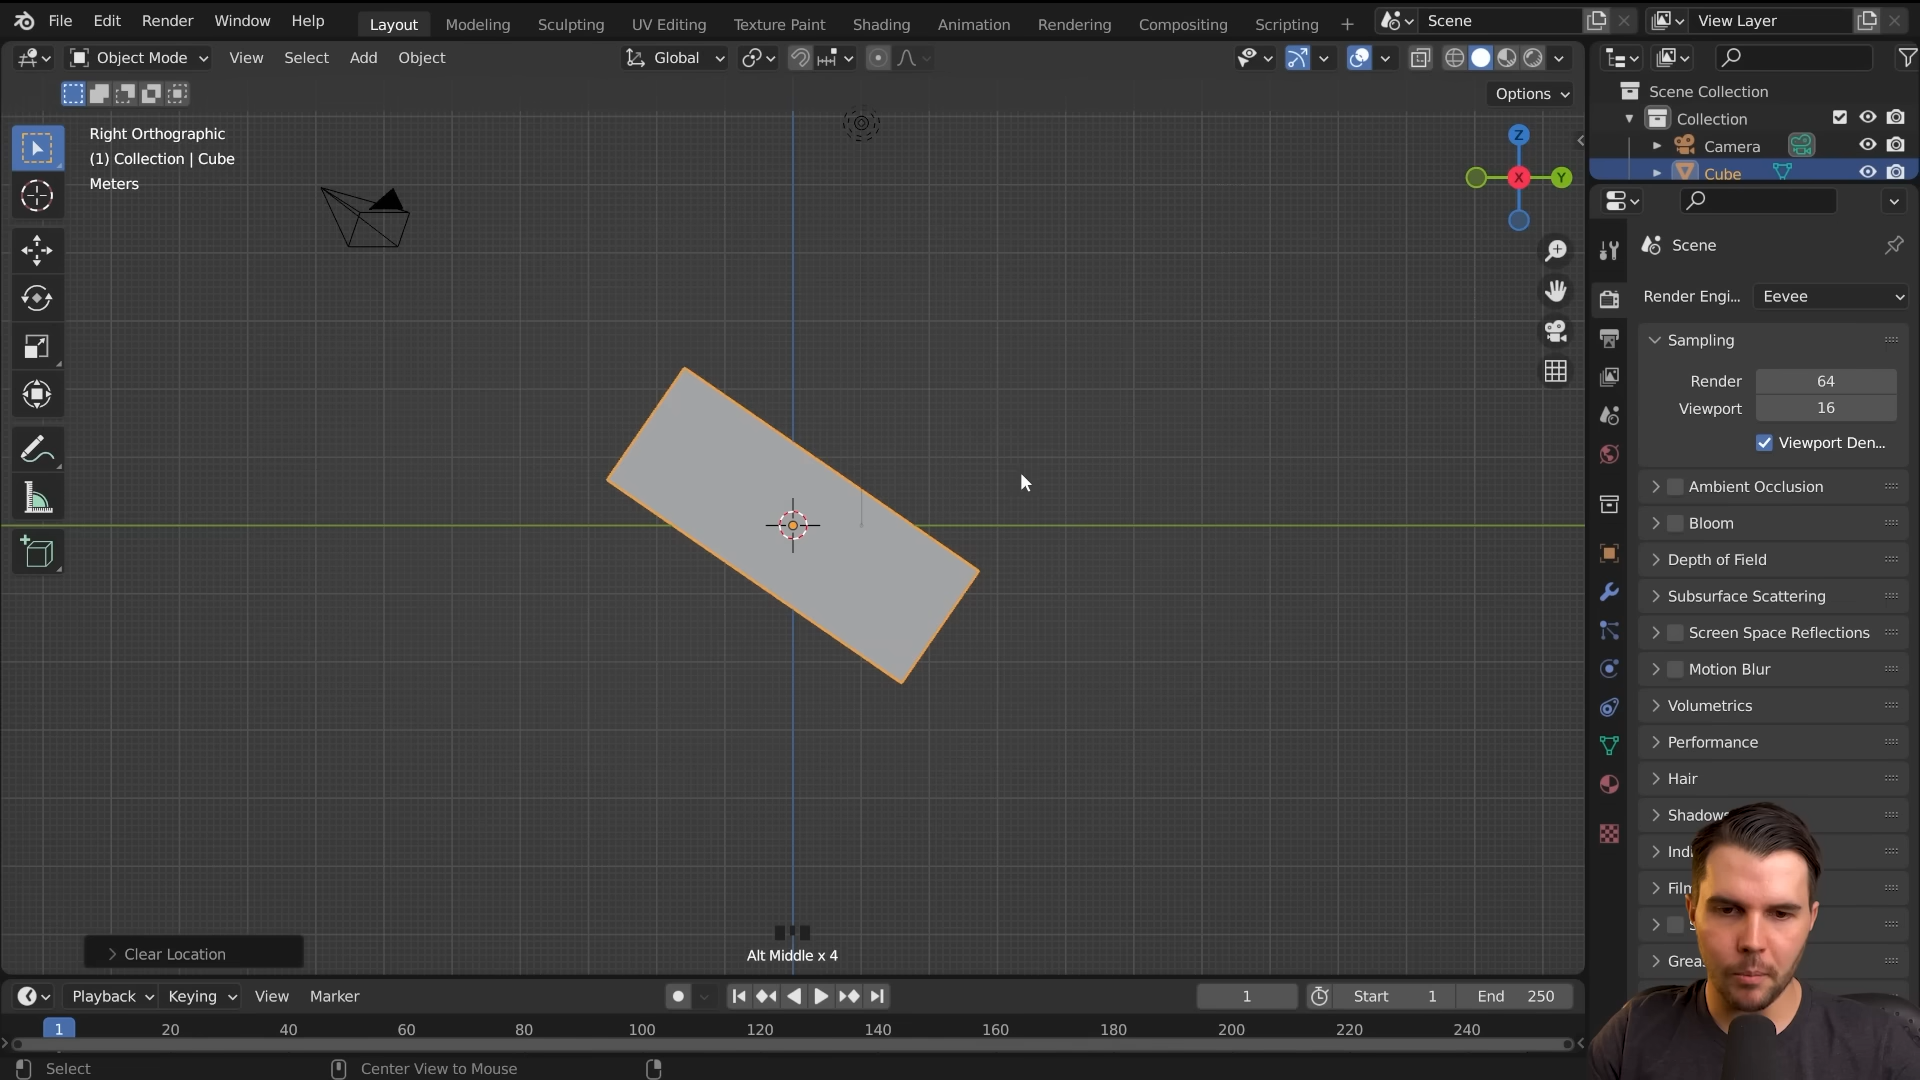 File Edit Render Window Help Layout Modeling Sculpting UV Editing Texture Paint Shading Animation Rendering Compositing Scripting + Scene View Layer
Object Mode View Select Add Object Global
Options
Right Orthographic
(1) Collection | Cube
Meters
Z
X
Y
Scene Collection
Collection
Camera
Cube
Scene
Render Engi... Eevee
Sampling
Render 64
Viewport 16
Viewport Den...
Ambient Occlusion
Bloom
Depth of Field
Subsurface Scattering
Screen Space Reflections
Motion Blur
Volumetrics
Performance
Hair
Shadows
Indi
Film
Grea
Clear Location
Alt Middle x 4
Playback Keying View Marker 1 Start 1 End 250
1 20 40 60 80 100 120 140 160 180 200 220 240
Select Center View to Mouse